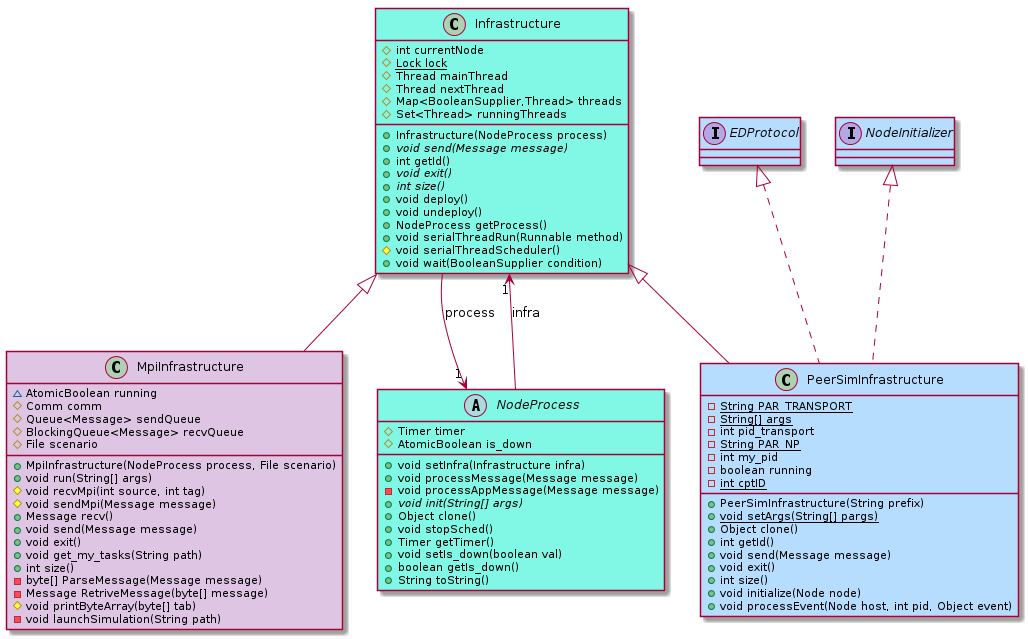 C Infrastructure
int currentNode
Lock lock
Thread mainThread
Thread nextThread
Map<BooleanSupplier,Thread> threads
Set<Thread> runningThreads
Infrastructure(NodeProcess process)
void send(Message message)
int getId()
void exit()
int size()
void deploy()
void undeploy()
NodeProcess getProcess()
void serialThreadRun(Runnable method)
void serialThreadScheduler()
void wait(BooleanSupplier condition)
I EDProtocol
I NodeInitializer
1
process
infra
1
C MpiInfrastructure
AtomicBoolean running
Comm comm
Queue<Message> sendQueue
BlockingQueue<Message> recvQueue
File scenario
MpiInfrastructure(NodeProcess process, File scenario)
void run(String[] args)
void recvMpi(int source, int tag)
void sendMpi(Message message)
Message recv()
void send(Message message)
void exit()
void get_my_tasks(String path)
int size()
byte[] ParseMessage(Message message)
Message RetriveMessage(byte[] message)
void printByteArray(byte[] tab)
void launchSimulation(String path)
A NodeProcess
Timer timer
AtomicBoolean is_down
void setInfra(Infrastructure infra)
void processMessage(Message message)
void processAppMessage(Message message)
void init(String[] args)
Object clone()
void stopSched()
Timer getTimer()
void setIs_down(boolean val)
boolean getIs_down()
String toString()
C PeerSimInfrastructure
String PAR_TRANSPORT
String[] args
int pid_transport
String PAR_NP
int my_pid
boolean running
int cptID
PeerSimInfrastructure(String prefix)
void setArgs(String[] pargs)
Object clone()
int getId()
void send(Message message)
void exit()
int size()
void initialize(Node node)
void processEvent(Node host, int pid, Object event)